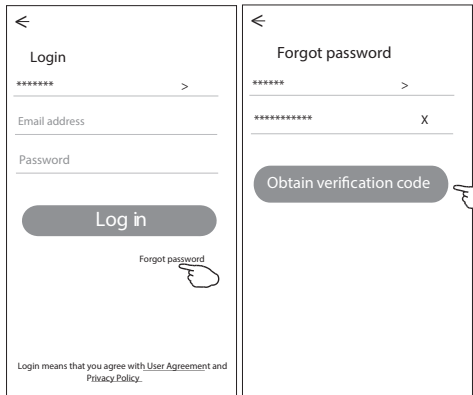 Login
******* >
Email address
Password
Log in
Forgot password
Login means that you agree with User Agreement and
Privacy Policy
Forgot password
****** >
*********** X
Obtain verification code